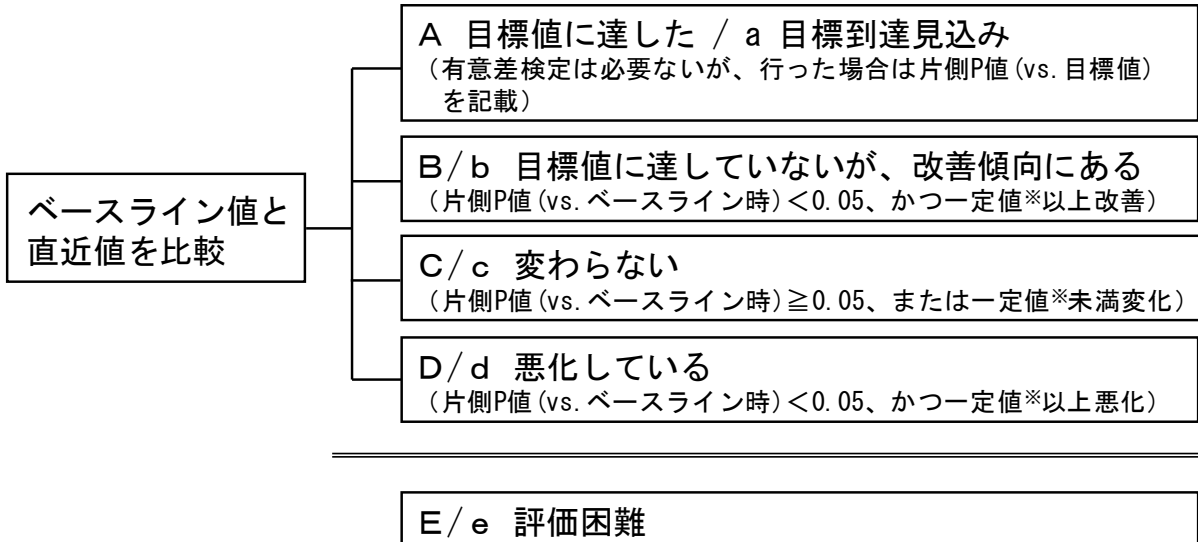 A 目標値に達した / a 目標到達見込み
(有意差検定は必要ないが、行った場合は片側P値(vs.目標値)
を記載)
B/b 目標値に達していないが、改善傾向にある
(片側P値(vs.ベースライン時)<0.05、かつ一定値※以上改善)
ベースライン値と
直近値を比較
C/c 変わらない
(片側P値(vs.ベースライン時)≧0.05、または一定値※未満変化)
D/d 悪化している
(片側P値(vs.ベースライン時)<0.05、かつ一定値※以上悪化)
E/e 評価困難